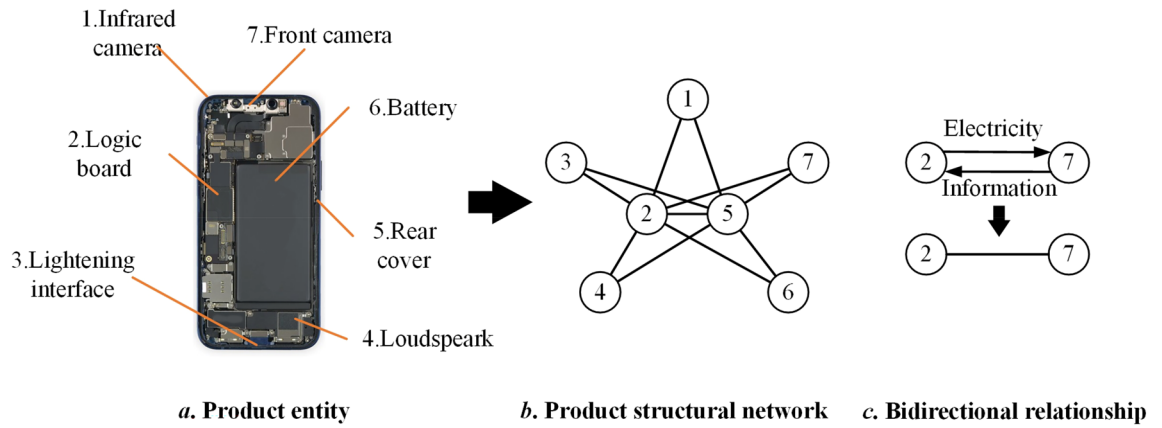 1.Infrared
camera
7.Front camera
6.Battery
2.Logic
board
5.Rear
cover
3.Lightening
interface
4.Loudspeark
a. Product entity
1
3
7
2
5
4
6
b. Product structural network
Electricity
2
7
Information
2
7
c. Bidirectional relationship